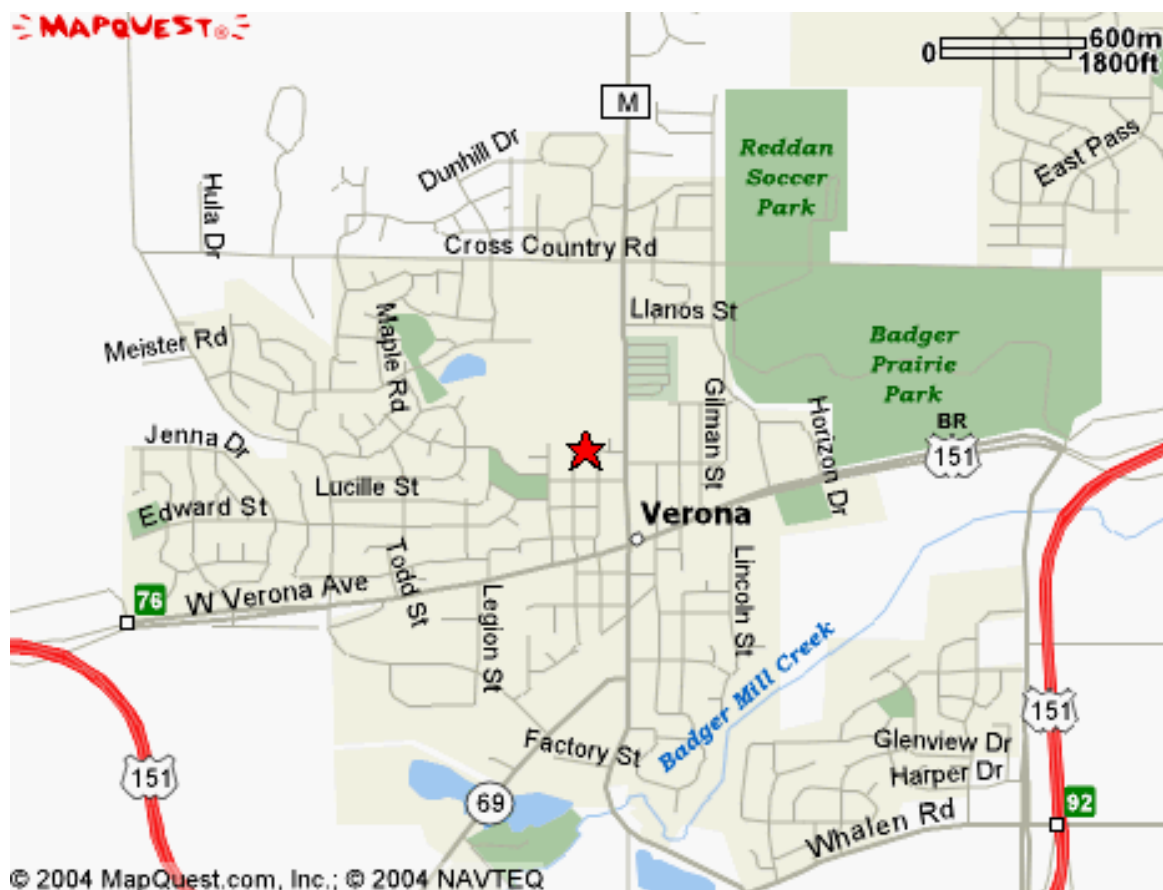 MAPQUEST®
0
600m
1800ft
M
Reddan
Soccer
Park
East Pass
Dunhill Dr
Hula Dr
Cross Country Rd
Llanos St
Maple Rd
Meister Rd
Badger
Prairie
Park
Gilman St
Horizon Dr
BR
151
Jenna Dr
Lucille St
Edward St
Verona
Todd St
Lincoln St
76
W Verona Ave
Legion St
Badger Mill Creek
151
Glenview Dr
Factory St
151
Harper Dr
69
92
Whalen Rd
© 2004 MapQuest.com, Inc.; © 2004 NAVTEQ